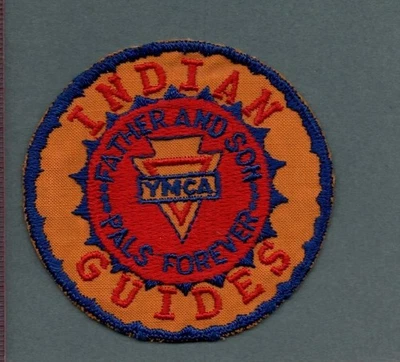 INDIAN
FATHER AND SON
YMCA
PALS FOREVER
GUIDES